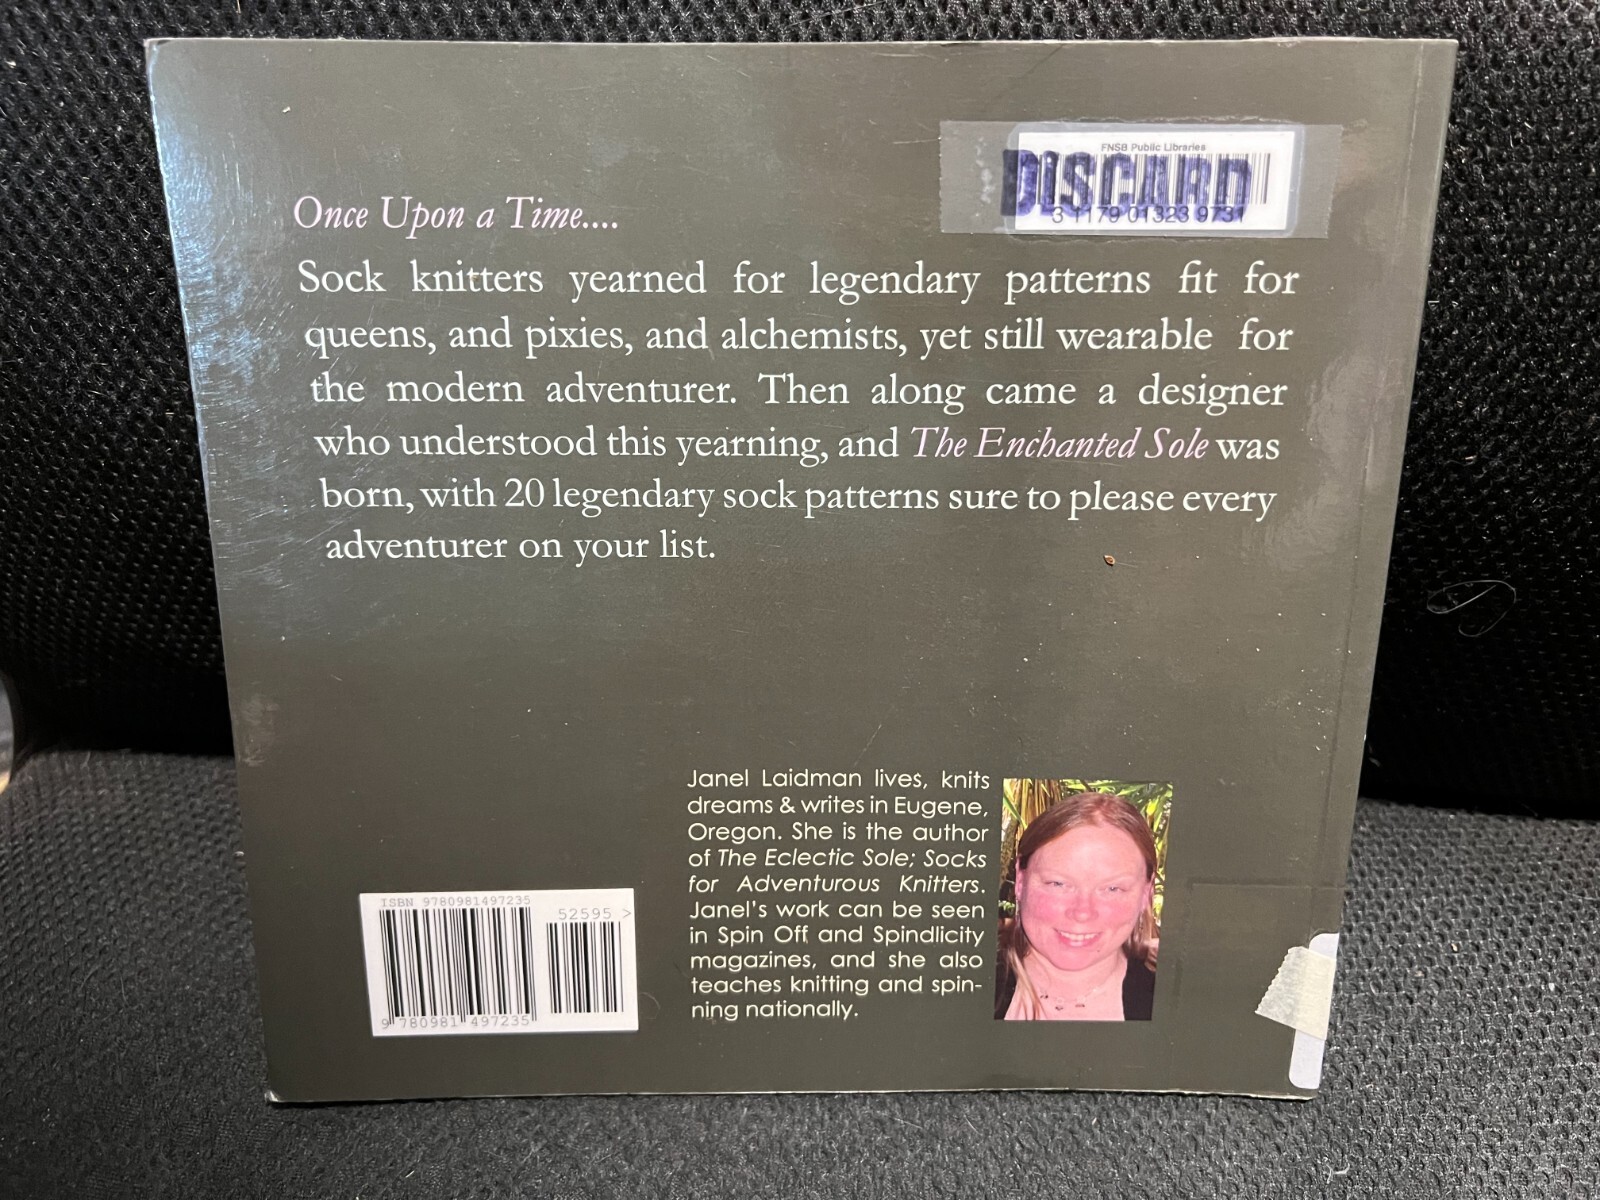 FNSB Public Libraries
DISCARD
3 1179 01323 9731
Once Upon a Time....
Sock knitters yearned for legendary patterns fit for
queens, and pixies, and alchemists, yet still wearable for
the modern adventurer. Then along came a designer
who understood this yearning, and The Enchanted Sole was
born, with 20 legendary sock patterns sure to please every
adventurer on your list.
Janel Laidman lives, knits
dreams & writes in Eugene,
Oregon. She is the author
of The Eclectic Sole; Socks
for Adventurous Knitters.
Janel's work can be seen
in Spin Off and Spindlicity
magazines, and she also
teaches knitting and spin-
ning nationally.
ISBN 9780981497235
52595 >
9 780981 497235